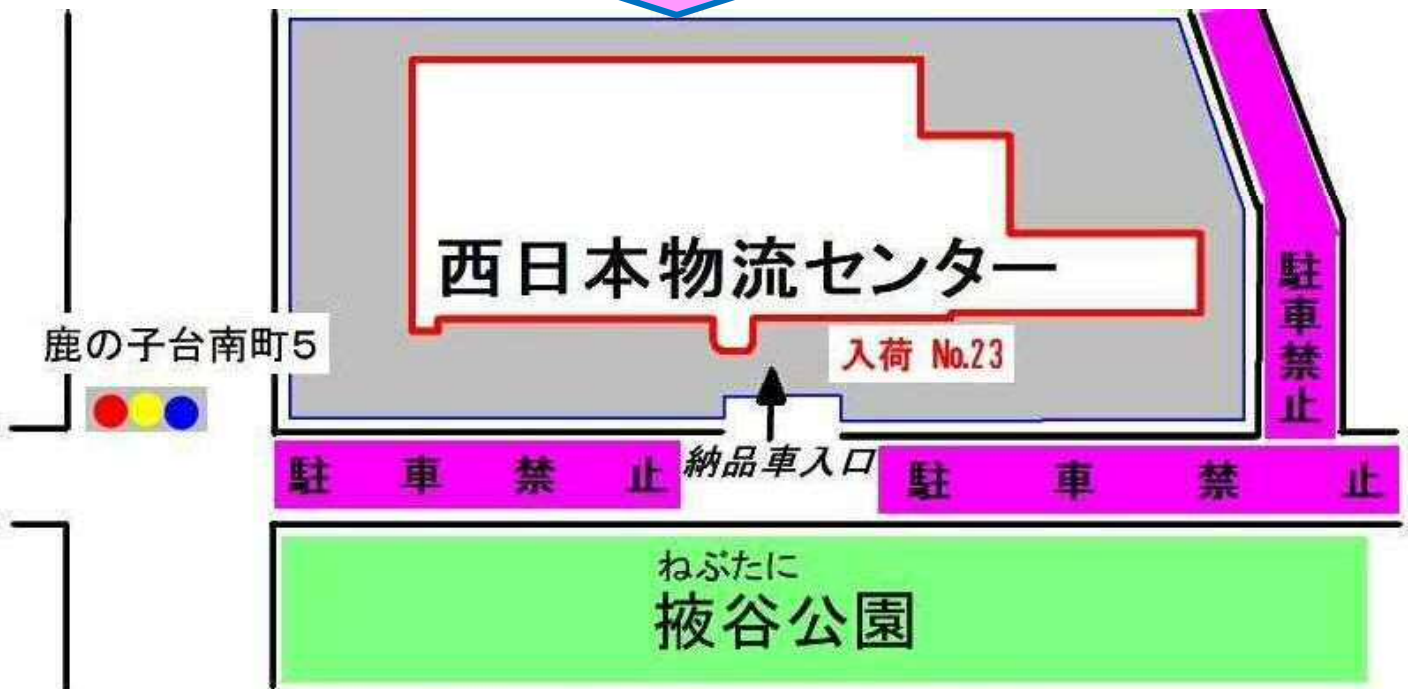 西日本物流センター
鹿の子台南町5
入荷 No.23
駐車禁止
納品車入口
駐車禁止
駐車禁止
ねぶたに
掖谷公園